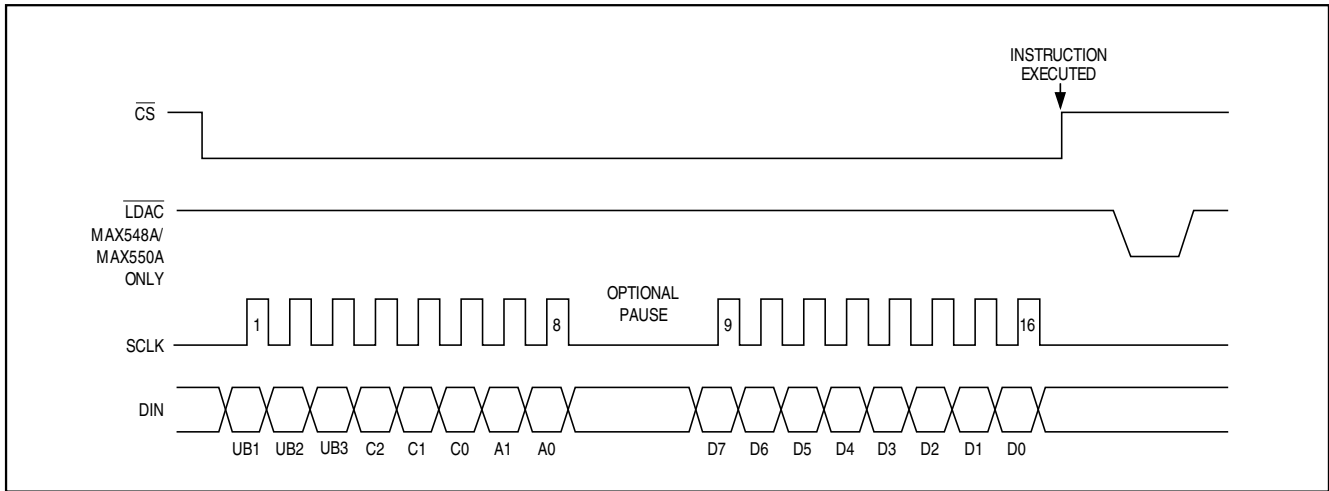 INSTRUCTION
EXECUTED
CS
LDAC
MAX548A/
MAX550A
ONLY
OPTIONAL
PAUSE
1 8 9 16
SCLK
DIN
UB1 UB2 UB3 C2 C1 C0 A1 A0 D7 D6 D5 D4 D3 D2 D1 D0